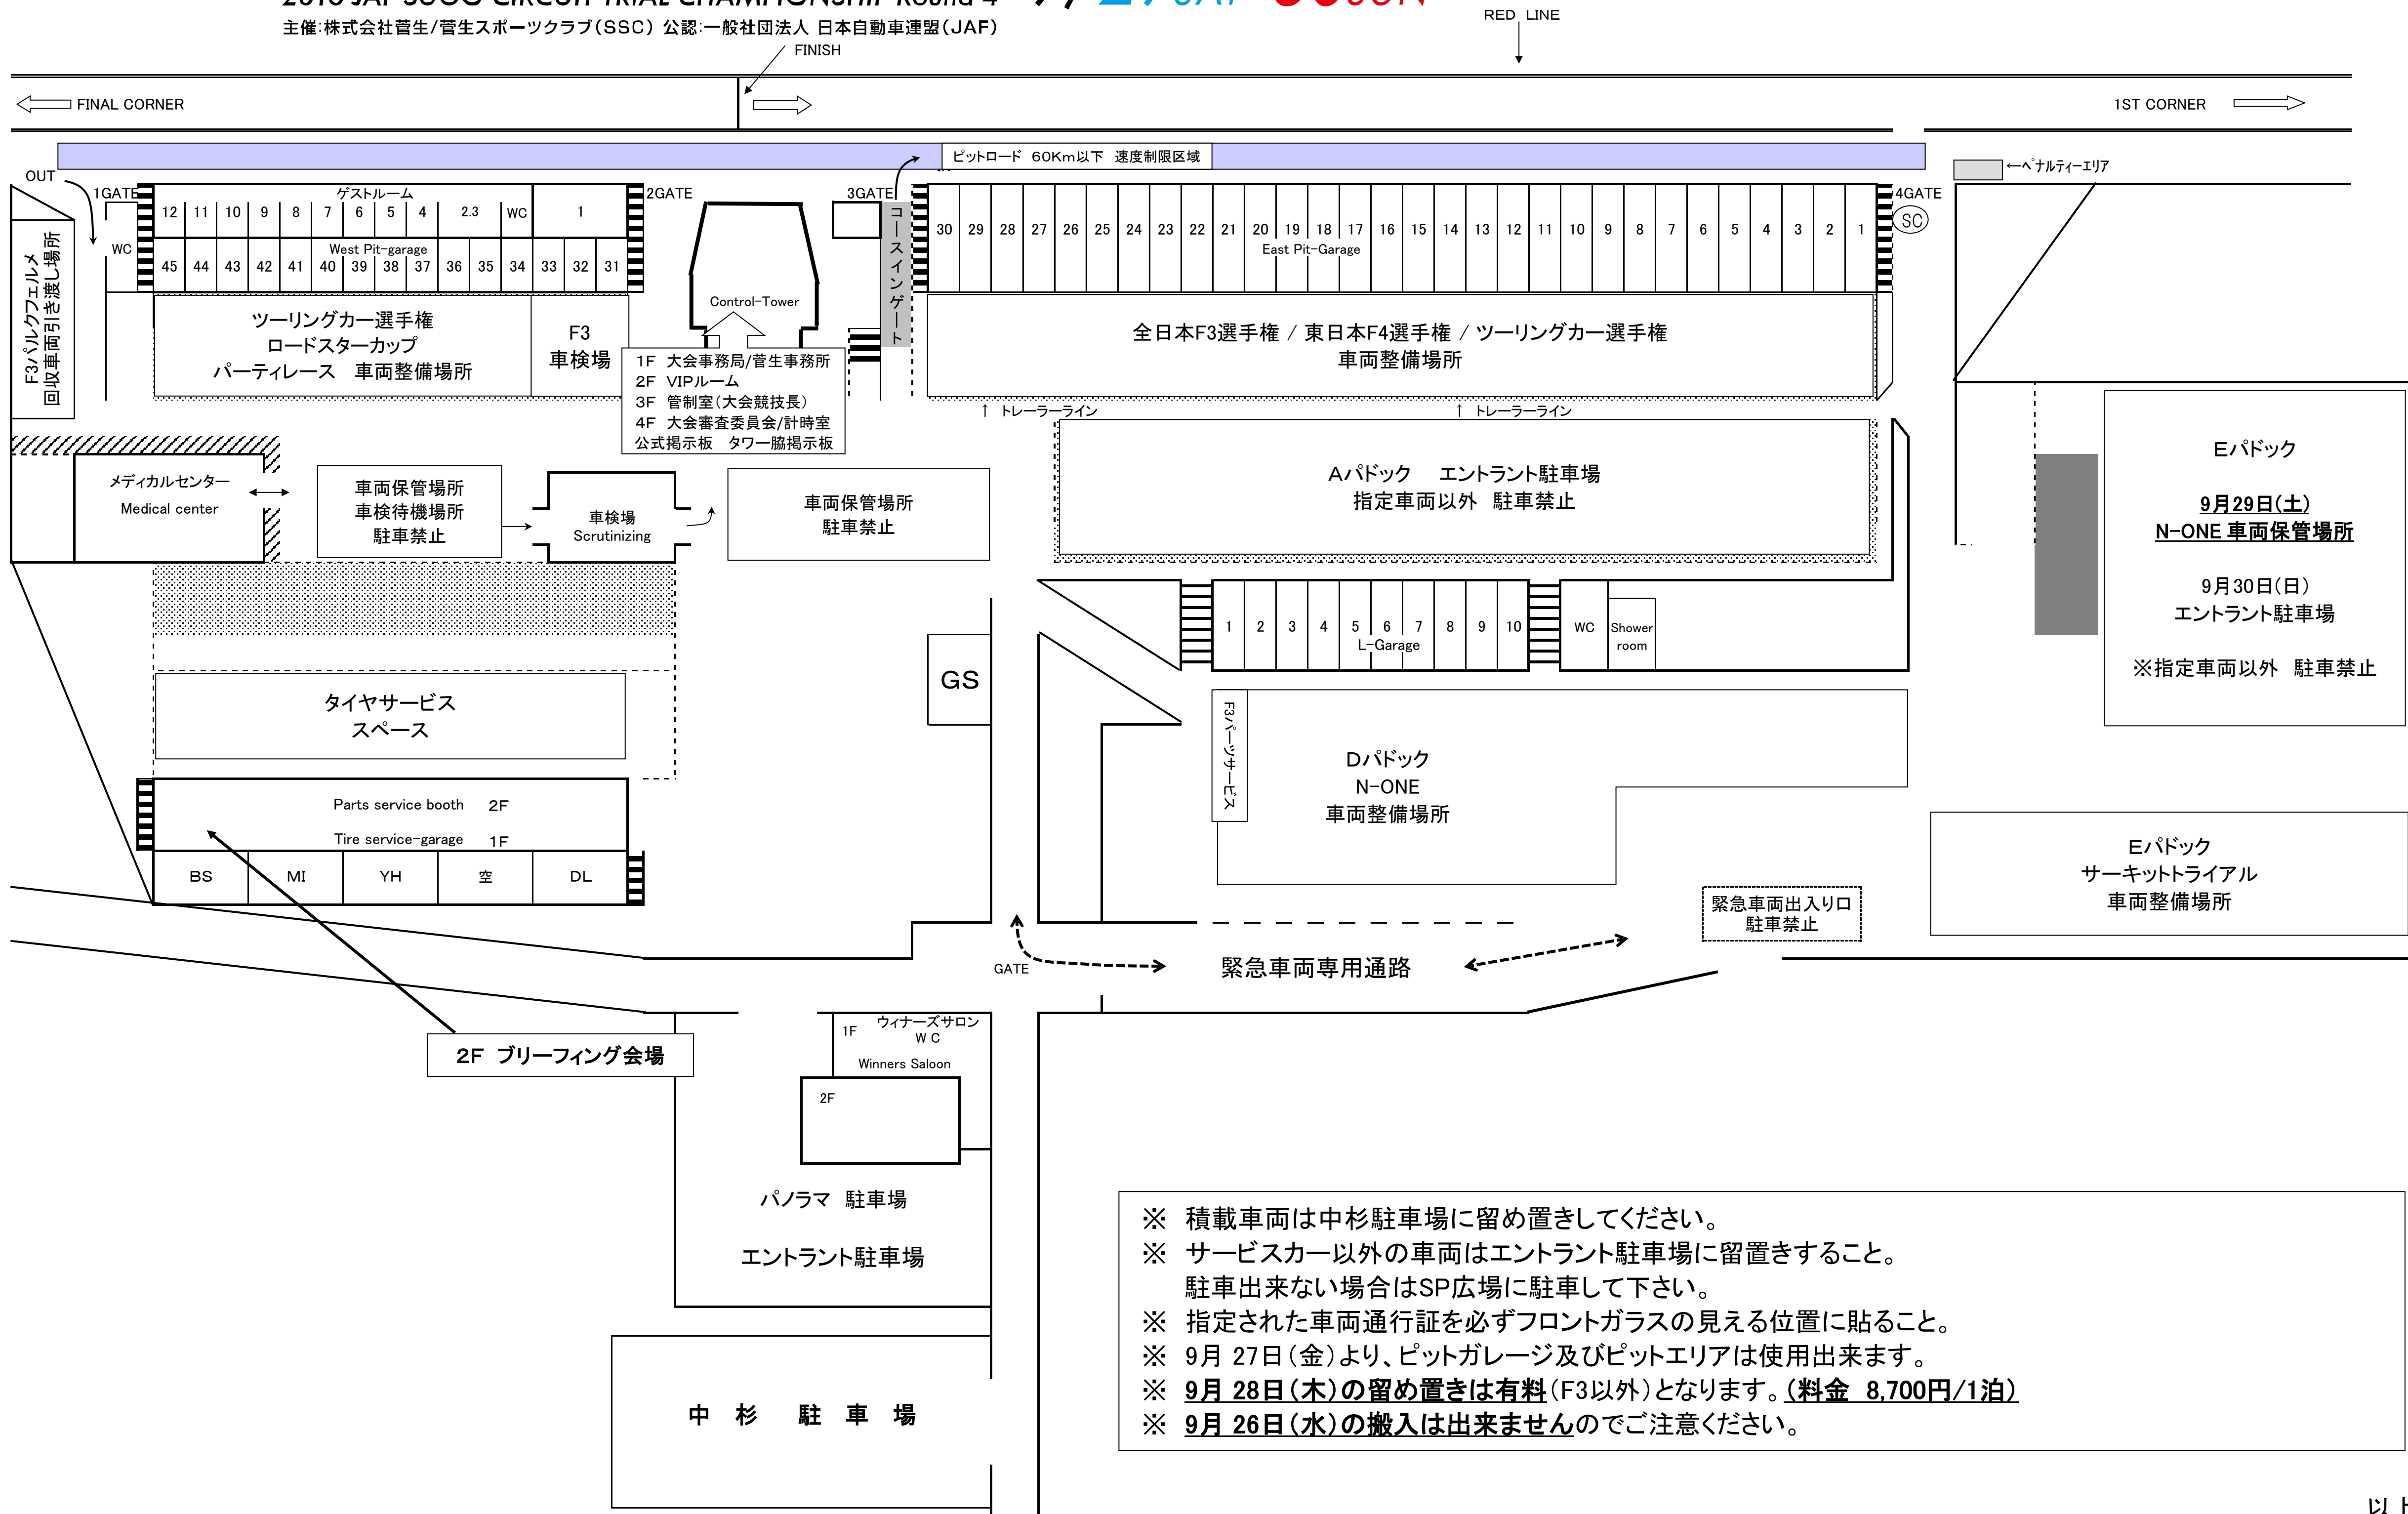 主催:株式会社菅生/菅生スポーツクラブ(SSC) 公認:一般社団法人 日本自動車連盟(JAF)
RED LINE
FINISH
FINAL CORNER
1ST CORNER
ピットロード 60Km以下 速度制限区域
←ペナルティーエリア
OUT
1GATE
ゲストルーム
2GATE
3GATE
4GATE
SC
12 11 10 9 8 7 6 5 4 2.3 WC 1
WC
West Pit-garage
45 44 43 42 41 40 39 38 37 36 35 34 33 32 31
コースインゲート
30 29 28 27 26 25 24 23 22 21 20 19 18 17 16 15 14 13 12 11 10 9 8 7 6 5 4 3 2 1
East Pit-Garage
F3パルクフェルメ
回収車両引き渡し場所
Control-Tower
ツーリングカー選手権
ロードスターカップ
パーティレース 車両整備場所
F3
車検場
1F 大会事務局/菅生事務所
2F VIPルーム
3F 管制室(大会競技長)
4F 大会審査委員会/計時室
公式掲示板 タワー脇掲示板
全日本F3選手権 / 東日本F4選手権 / ツーリングカー選手権
車両整備場所
↑ トレーラーライン
↑ トレーラーライン
メディカルセンター
Medical center
車両保管場所
車検待機場所
駐車禁止
車検場
Scrutinizing
車両保管場所
駐車禁止
Aパドック エントラント駐車場
指定車両以外 駐車禁止
Eパドック
9月29日(土)
N-ONE 車両保管場所
9月30日(日)
エントラント駐車場
※指定車両以外 駐車禁止
1 2 3 4 5 6 7 8 9 10
L-Garage
WC
Shower
room
GS
タイヤサービス
スペース
F3パーツサービス
Dパドック
N-ONE
車両整備場所
Parts service booth 2F
Tire service-garage 1F
BS MI YH 空 DL
Eパドック
サーキットトライアル
車両整備場所
緊急車両出入り口
駐車禁止
GATE
緊急車両専用通路
2F ブリーフィング会場
1F ウィナーズサロン
W C
Winners Saloon
2F
パノラマ 駐車場
エントラント駐車場
中 杉 駐 車 場
※ 積載車両は中杉駐車場に留め置きしてください。
※ サービスカー以外の車両はエントラント駐車場に留置きすること。
駐車出来ない場合はSP広場に駐車して下さい。
※ 指定された車両通行証を必ずフロントガラスの見える位置に貼ること。
※ 9月 27日(金)より、ピットガレージ及びピットエリアは使用出来ます。
※ 9月 28日(木)の留め置きは有料(F3以外)となります。(料金 8,700円/1泊)
※ 9月 26日(水)の搬入は出来ませんのでご注意ください。